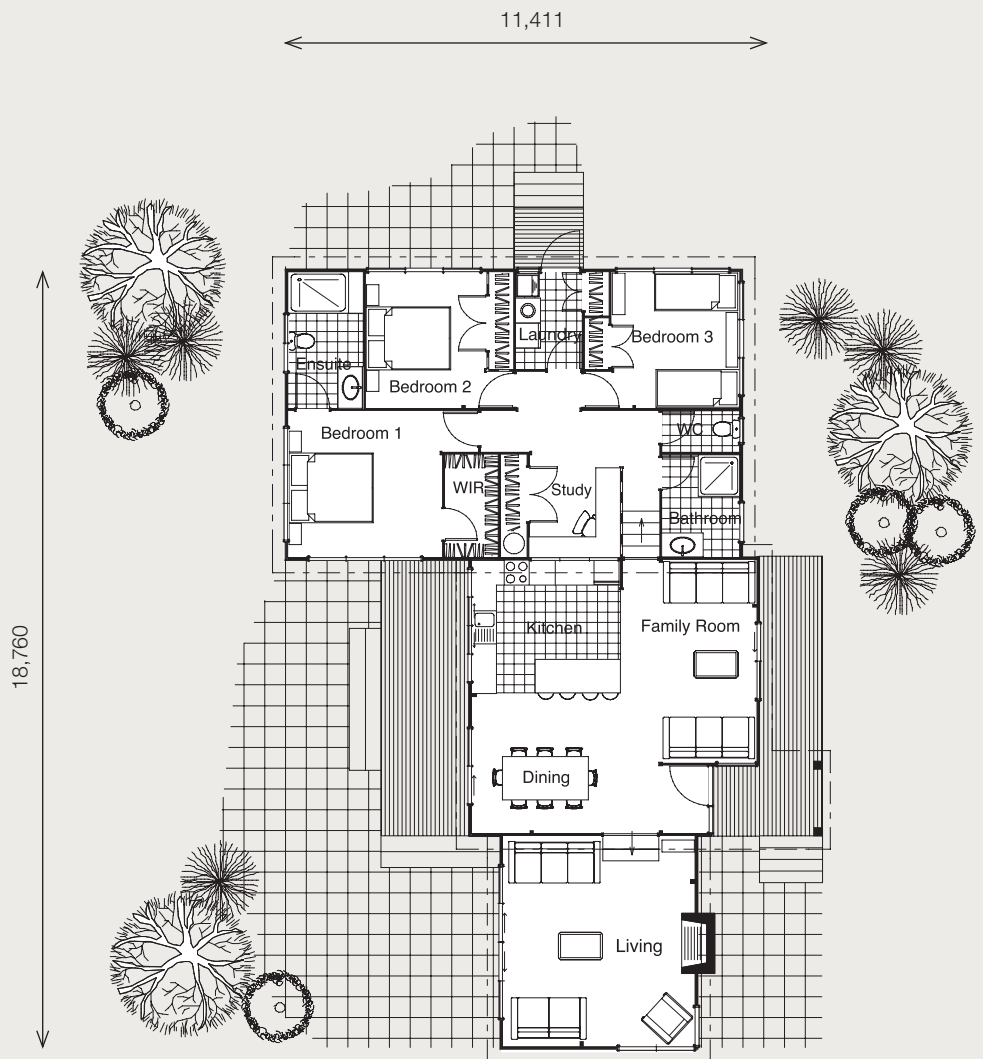 11,411
18,760
Laundry
Bedroom 3
Ensuite
Bedroom 2
Bedroom 1
WC
WIR
Study
Bathroom
Kitchen
Family Room
Dining
Living